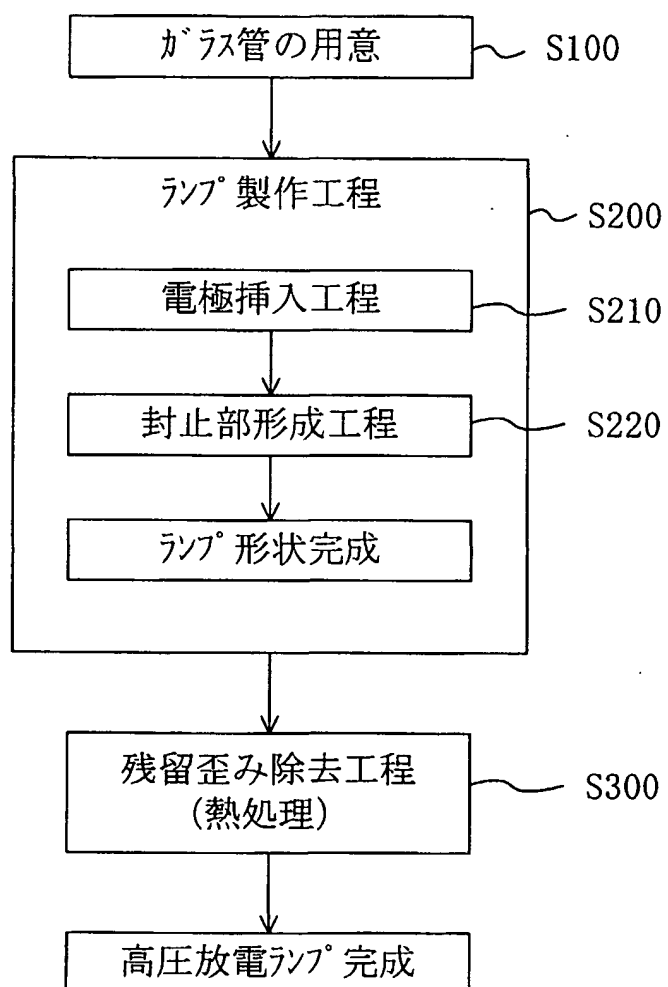 ｶﾞﾗｽ管の用意
S100
ﾗﾝﾌﾟ製作工程
S200
電極挿入工程
S210
封止部形成工程
S220
ﾗﾝﾌﾟ形状完成
残留歪み除去工程
(熱処理)
S300
高圧放電ﾗﾝﾌﾟ完成